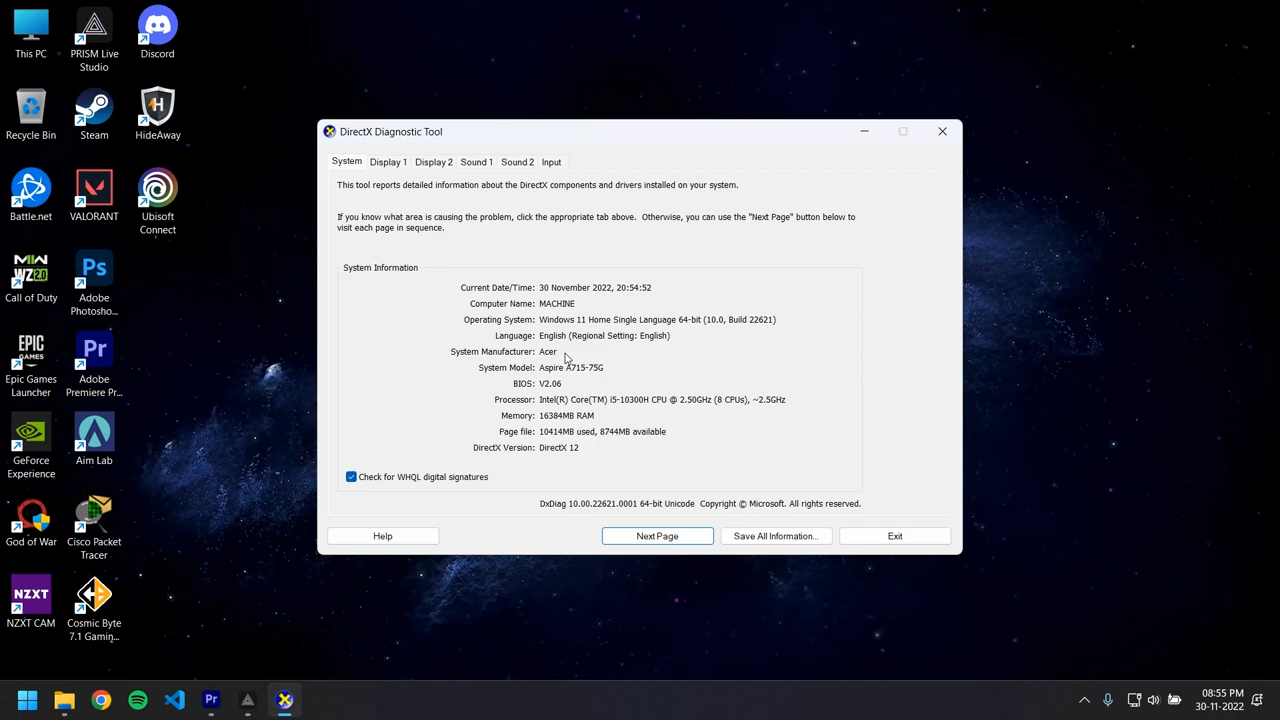 This PC
PRISM Live
Studio
Discord
Recycle Bin
Steam
HideAway
Battle.net
VALORANT
Ubisoft
Connect
Call of Duty
Adobe
Photosho...
Epic Games
Launcher
Adobe
Premiere Pr...
GeForce
Experience
Aim Lab
God of War
Cisco Packet
Tracer
NZXT CAM
Cosmic Byte
7.1 Gamin...
WZ2.0
Ps
EPIC
GAMES
Pr
NZXT
DirectX Diagnostic Tool
System
Display 1
Display 2
Sound 1
Sound 2
Input
This tool reports detailed information about the DirectX components and drivers installed on your system.
If you know what area is causing the problem, click the appropriate tab above. Otherwise, you can use the "Next Page" button below to
visit each page in sequence.
System Information
Current Date/Time: 30 November 2022, 20:54:52
Computer Name: MACHINE
Operating System: Windows 11 Home Single Language 64-bit (10.0, Build 22621)
Language: English (Regional Setting: English)
System Manufacturer: Acer
System Model: Aspire A715-75G
BIOS: V2.06
Processor: Intel(R) Core(TM) i5-10300H CPU @ 2.50GHz (8 CPUs), ~2.5GHz
Memory: 16384MB RAM
Page file: 10414MB used, 8744MB available
DirectX Version: DirectX 12
Check for WHQL digital signatures
DxDiag 10.00.22621.0001 64-bit Unicode Copyright © Microsoft. All rights reserved.
Help
Next Page
Save All Information...
Exit
Pr
08:55 PM
30-11-2022